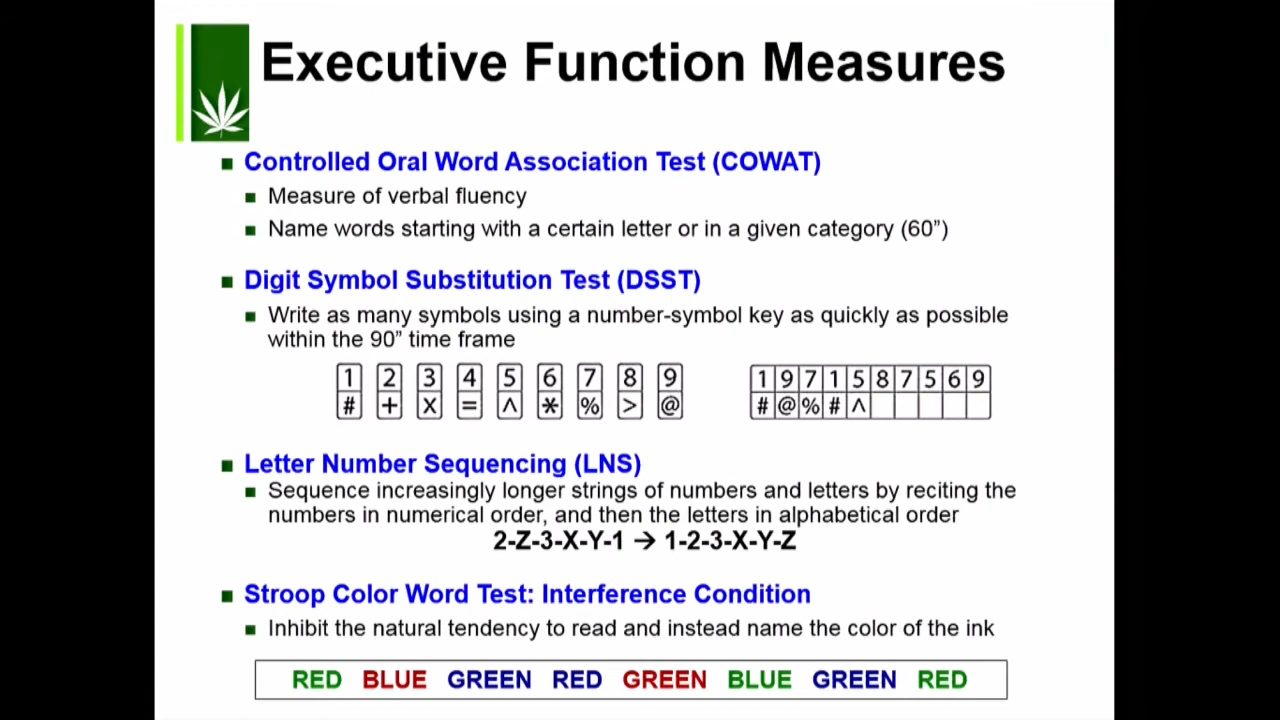 Executive Function Measures
Controlled Oral Word Association Test (COWAT)
Measure of verbal fluency
Name words starting with a certain letter or in a given category (60”)
Digit Symbol Substitution Test (DSST)
Write as many symbols using a number-symbol key as quickly as possible
within the 90” time frame
1 2 3 4 5 6 7 8 9
# + X = ^ * % > @
1 9 7 1 5 8 7 5 6 9
# @ % # ^
Letter Number Sequencing (LNS)
Sequence increasingly longer strings of numbers and letters by reciting the
numbers in numerical order, and then the letters in alphabetical order
2-Z-3-X-Y-1 → 1-2-3-X-Y-Z
Stroop Color Word Test: Interference Condition
Inhibit the natural tendency to read and instead name the color of the ink
RED BLUE GREEN RED GREEN BLUE GREEN RED